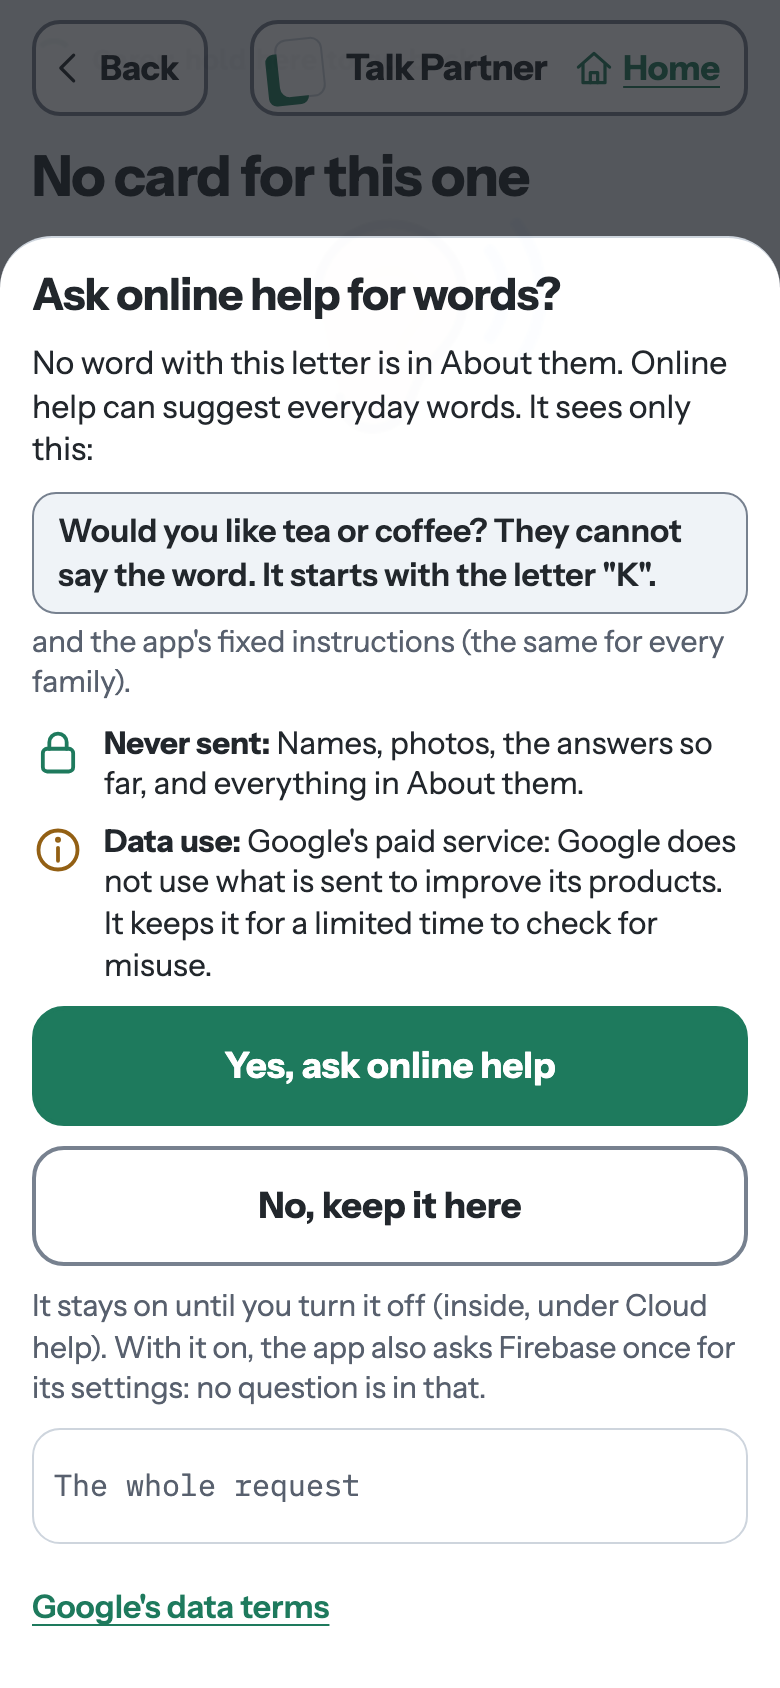 Back
Talk Partner
Home
No card for this one
Ask online help for words?
No word with this letter is in About them. Online
help can suggest everyday words. It sees only
this:
Would you like tea or coffee? They cannot
say the word. It starts with the letter "K".
and the app's fixed instructions (the same for every
family).
Never sent: Names, photos, the answers so
far, and everything in About them.
Data use: Google's paid service: Google does
not use what is sent to improve its products.
It keeps it for a limited time to check for
misuse.
Yes, ask online help
No, keep it here
It stays on until you turn it off (inside, under Cloud
help). With it on, the app also asks Firebase once for
its settings: no question is in that.
The whole request
Google's data terms